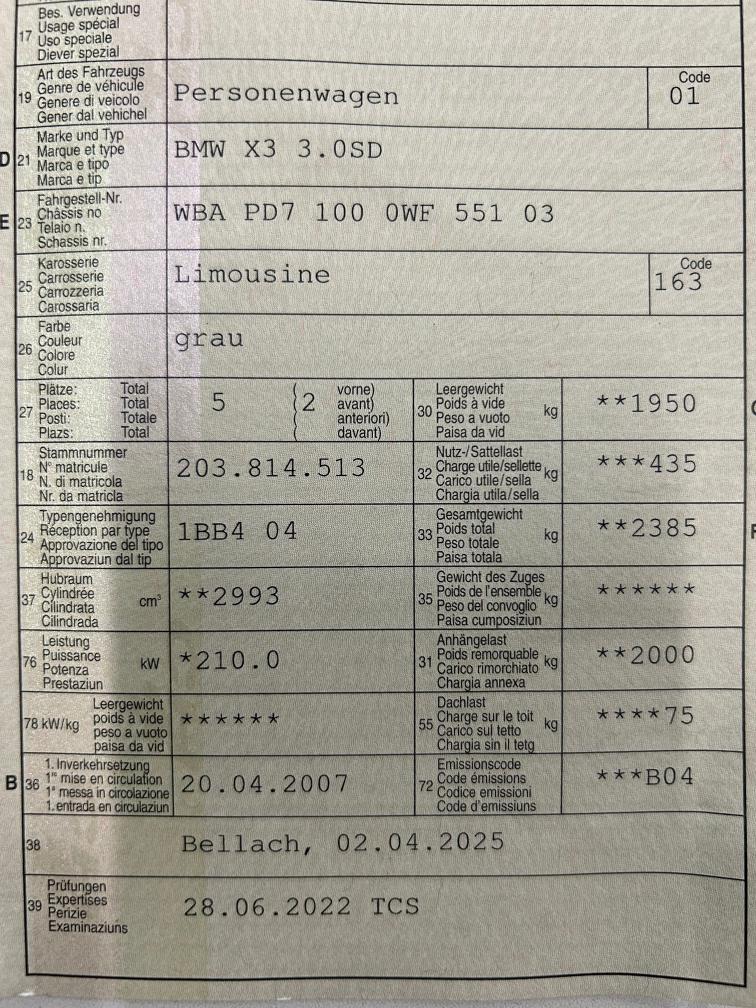 17 Bes. Verwendung
Usage spécial
Uso speciale
Diever spezial
19 Art des Fahrzeugs
Genre de véhicule
Genere di veicolo
Gener dal vehichel
Personenwagen
Code
01
D 21 Marke und Typ
Marque et type
Marca e tipo
Marca e tip
BMW X3 3.0SD
E 23 Fahrgestell-Nr.
Châssis no
Telaio n.
Schassis nr.
WBA PD7 100 0WF 551 03
25 Karosserie
Carrosserie
Carrozzeria
Carossaria
Limousine
Code
163
26 Farbe
Couleur
Colore
Colur
grau
27 Plätze: Total
Places: Total
Posti: Totale
Plazs: Total
5 (2 vorne)
avant)
anteriori)
davant)
30 Leergewicht
Poids à vide kg
Peso a vuoto
Paisa da vid
**1950
18 Stammnummer
N° matricule
N. di matricola
Nr. da matricla
203.814.513
32 Nutz-/Sattellast
Charge utile/sellette kg
Carico utile/sella
Chargia utila/sella
***435
24 Typengenehmigung
Réception par type
Approvazione del tipo
Approvaziun dal tip
1BB4 04
33 Gesamtgewicht
Poids total kg
Peso totale
Paisa totala
**2385
37 Hubraum
Cylindrée cm³
Cilindrata
Cilindrada
**2993
35 Gewicht des Zuges
Poids de l'ensemble kg
Peso del convoglio
Paisa cumposiziun
******
76 Leistung
Puissance kW
Potenza
Prestaziun
*210.0
31 Anhängelast
Poids remorquable kg
Carico rimorchiato
Chargia annexa
**2000
78 kW/kg Leergewicht
poids à vide
peso a vuoto
paisa da vid
******
55 Dachlast
Charge sur le toit kg
Carico sul tetto
Chargia sin il tetg
****75
B 36 1. Inverkehrsetzung
1re mise en circulation
1a messa in circolazione
1. entrada en circulaziun
20.04.2007
72 Emissionscode
Code émissions
Codice emissioni
Code d'emissiuns
***B04
38 Bellach, 02.04.2025
39 Prüfungen
Expertises
Perizie
Examinaziuns
28.06.2022 TCS